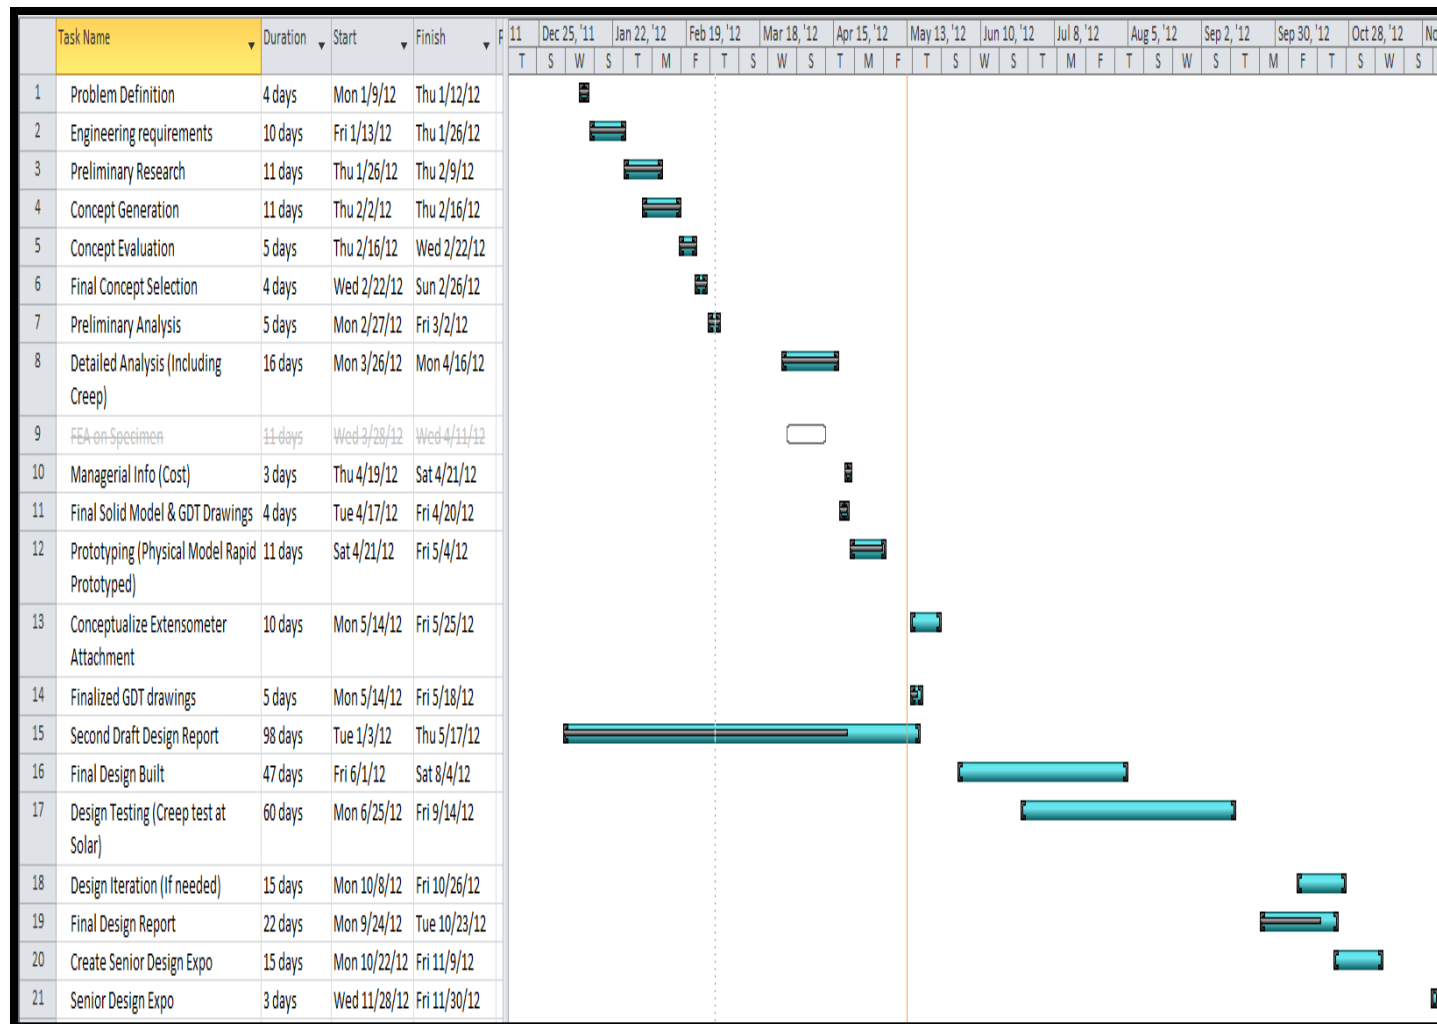 Task Name Duration Start Finish F 11 Dec 25, '11 Jan 22, '12 Feb 19, '12 Mar 18, '12 Apr 15, '12 May 13, '12 Jun 10, '12 Jul 8, '12 Aug 5, '12 Sep 2, '12 Sep 30, '12 Oct 28, '12 No
T S W S T M F T S W S T M F T S W S T M F T S W S T M F T S W S
1 Problem Definition 4 days Mon 1/9/12 Thu 1/12/12
2 Engineering requirements 10 days Fri 1/13/12 Thu 1/26/12
3 Preliminary Research 11 days Thu 1/26/12 Thu 2/9/12
4 Concept Generation 11 days Thu 2/2/12 Thu 2/16/12
5 Concept Evaluation 5 days Thu 2/16/12 Wed 2/22/12
6 Final Concept Selection 4 days Wed 2/22/12 Sun 2/26/12
7 Preliminary Analysis 5 days Mon 2/27/12 Fri 3/2/12
8 Detailed Analysis (Including 16 days Mon 3/26/12 Mon 4/16/12
Creep)
9 FEA on Specimen 11 days Wed 3/28/12 Wed 4/11/12
10 Managerial Info (Cost) 3 days Thu 4/19/12 Sat 4/21/12
11 Final Solid Model & GDT Drawings 4 days Tue 4/17/12 Fri 4/20/12
12 Prototyping (Physical Model Rapid 11 days Sat 4/21/12 Fri 5/4/12
Prototyped)
13 Conceptualize Extensometer 10 days Mon 5/14/12 Fri 5/25/12
Attachment
14 Finalized GDT drawings 5 days Mon 5/14/12 Fri 5/18/12
15 Second Draft Design Report 98 days Tue 1/3/12 Thu 5/17/12
16 Final Design Built 47 days Fri 6/1/12 Sat 8/4/12
17 Design Testing (Creep test at 60 days Mon 6/25/12 Fri 9/14/12
Solar)
18 Design Iteration (If needed) 15 days Mon 10/8/12 Fri 10/26/12
19 Final Design Report 22 days Mon 9/24/12 Tue 10/23/12
20 Create Senior Design Expo 15 days Mon 10/22/12 Fri 11/9/12
21 Senior Design Expo 3 days Wed 11/28/12 Fri 11/30/12